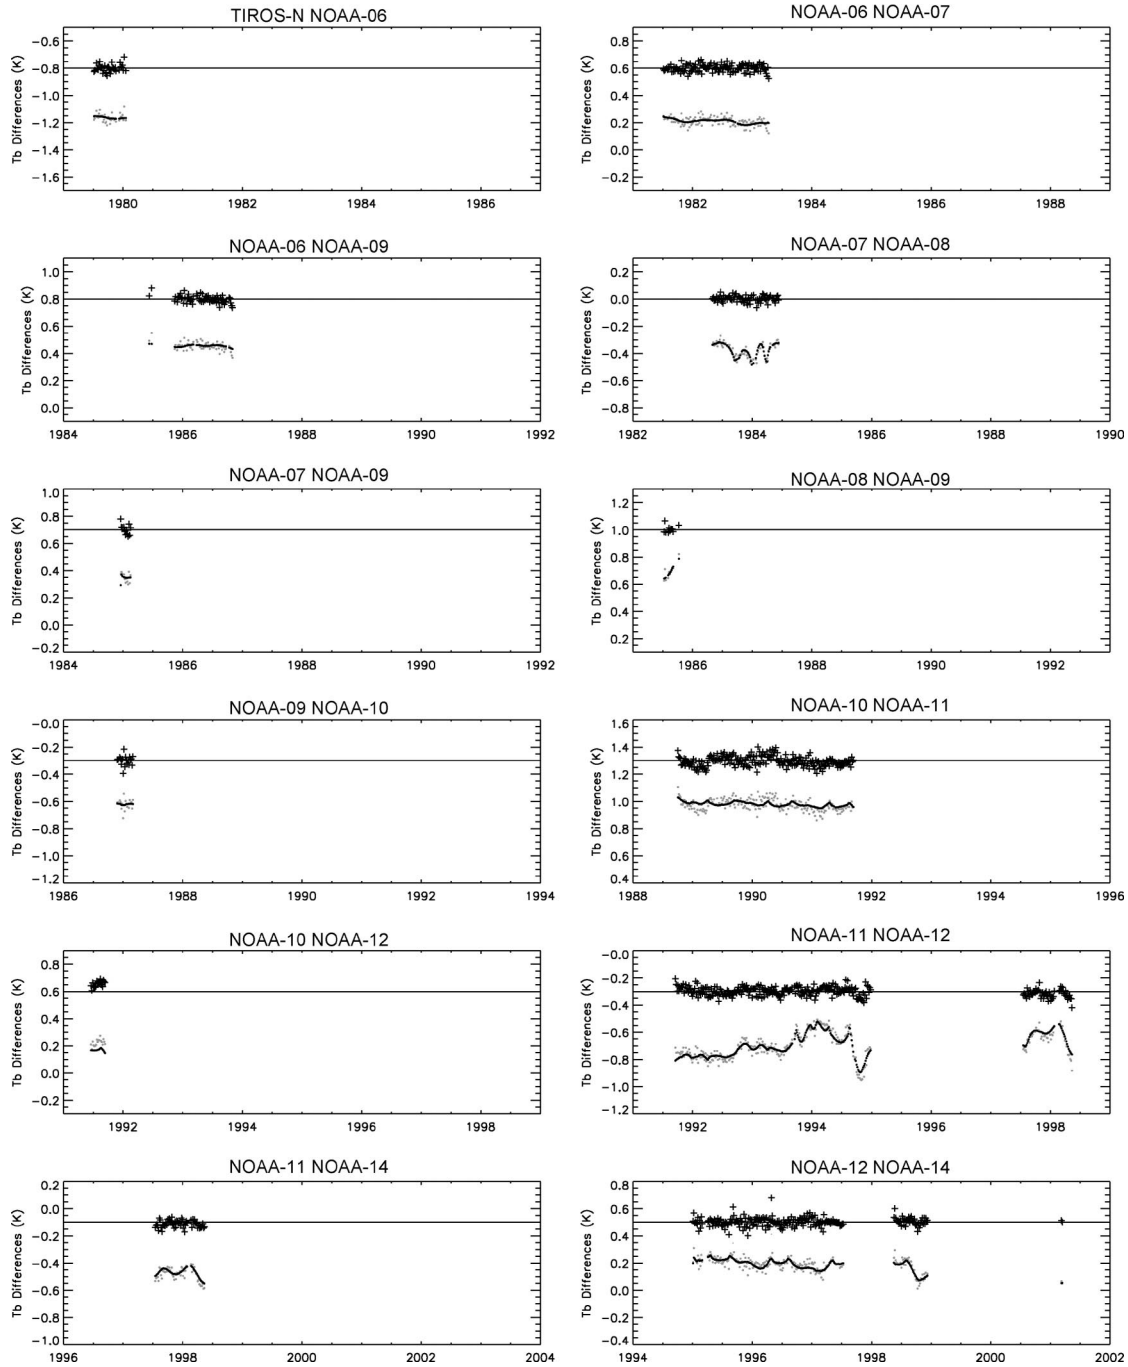 TIROS-N NOAA-06
Tb Differences (K)
−0.6
−0.8
−1.0
−1.2
−1.4
−1.6
1980 1982 1984 1986
NOAA-06 NOAA-07
Tb Differences (K)
0.8
0.6
0.4
0.2
0.0
−0.2
1982 1984 1986 1988
NOAA-06 NOAA-09
Tb Differences (K)
1.0
0.8
0.6
0.4
0.2
0.0
1984 1986 1988 1990 1992
NOAA-07 NOAA-08
Tb Differences (K)
0.2
0.0
−0.2
−0.4
−0.6
−0.8
1982 1984 1986 1988 1990
NOAA-07 NOAA-09
Tb Differences (K)
1.0
0.8
0.6
0.4
0.2
0.0
−0.2
1984 1986 1988 1990 1992
NOAA-08 NOAA-09
Tb Differences (K)
1.2
1.0
0.8
0.6
0.4
0.2
1986 1988 1990 1992
NOAA-09 NOAA-10
Tb Differences (K)
−0.0
−0.2
−0.4
−0.6
−0.8
−1.0
−1.2
1986 1988 1990 1992 1994
NOAA-10 NOAA-11
Tb Differences (K)
1.6
1.4
1.2
1.0
0.8
0.6
0.4
1988 1990 1992 1994 1996
NOAA-10 NOAA-12
Tb Differences (K)
0.8
0.6
0.4
0.2
0.0
−0.2
1992 1994 1996 1998
NOAA-11 NOAA-12
Tb Differences (K)
−0.0
−0.2
−0.4
−0.6
−0.8
−1.0
−1.2
1992 1994 1996 1998
NOAA-11 NOAA-14
Tb Differences (K)
0.2
0.0
−0.2
−0.4
−0.6
−0.8
−1.0
1996 1998 2000 2002 2004
NOAA-12 NOAA-14
Tb Differences (K)
0.8
0.6
0.4
0.2
0.0
−0.2
−0.4
1994 1996 1998 2000 2002